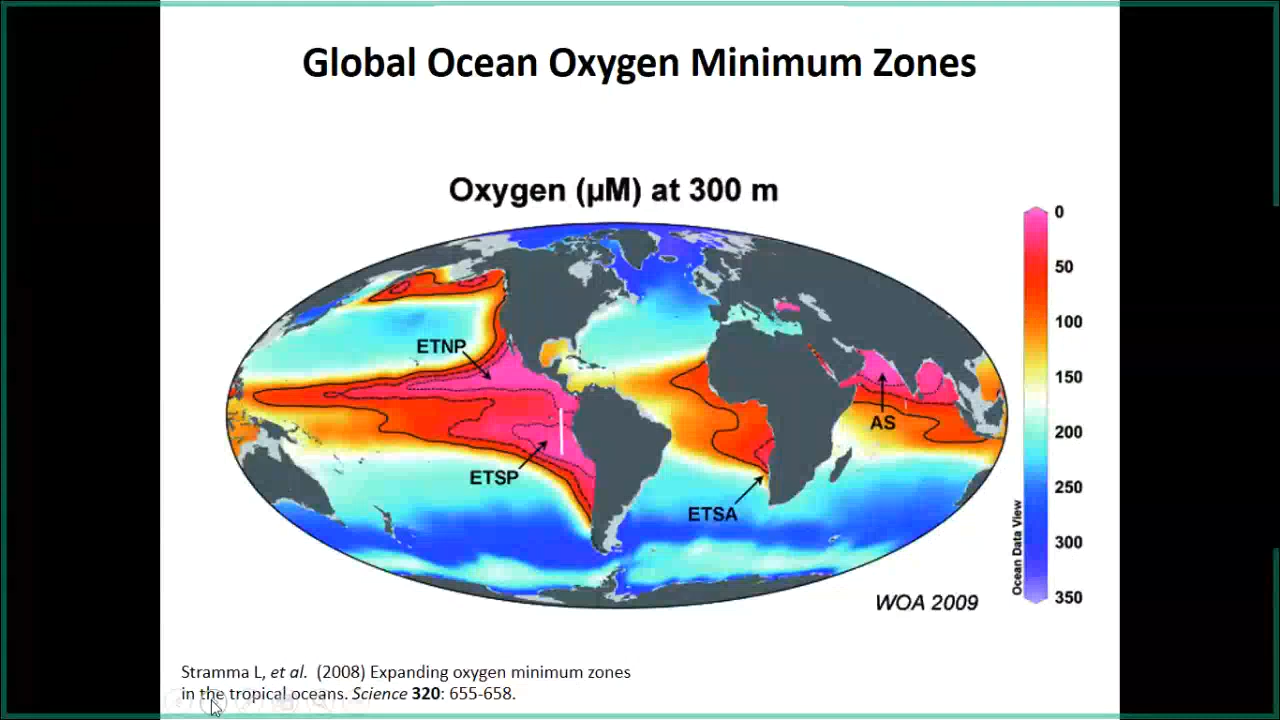 Global Ocean Oxygen Minimum Zones
Oxygen (µM) at 300 m
0
50
100
150
200
250
300
350
ETNP
AS
ETSP
ETSA
Ocean Data View
WOA 2009
Stramma L, et al. (2008) Expanding oxygen minimum zones
in the tropical oceans. Science 320: 655-658.